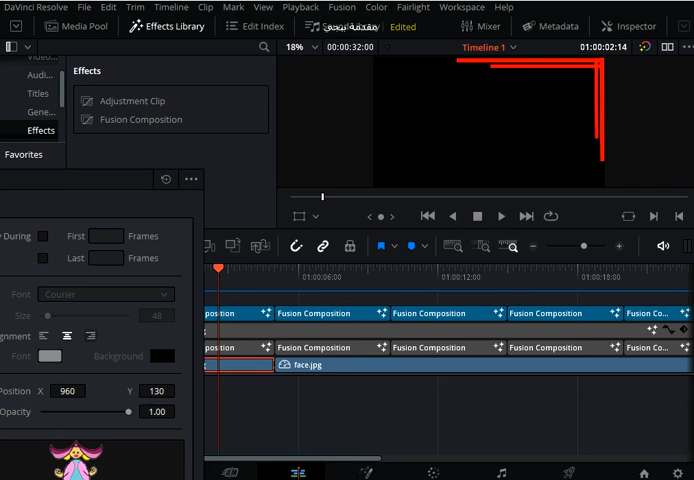 DaVinci Resolve File Edit Trim Timeline Clip Mark View Playback Fusion Color Fairlight Workspace Help
Media Pool Effects Library Edit Index مقدمة بيجي Edited Mixer Metadata Inspector
18% 00:00:32:00 Timeline 1 01:00:02:14
Audi...
Titles
Gene...
Effects
Favorites
Effects
Adjustment Clip
Fusion Composition
y During First Frames
Last Frames
Font Courier
Size 48
gnment
Font Background
Position X 960 Y 130
Opacity 1.00
01:00:06:00 01:00:12:00 01:00:18:00
position Fusion Composition Fusion Composition Fusion Composition Fusion Co...
position Fusion Composition Fusion Composition Fusion Composition Fusion Co...
face.jpg